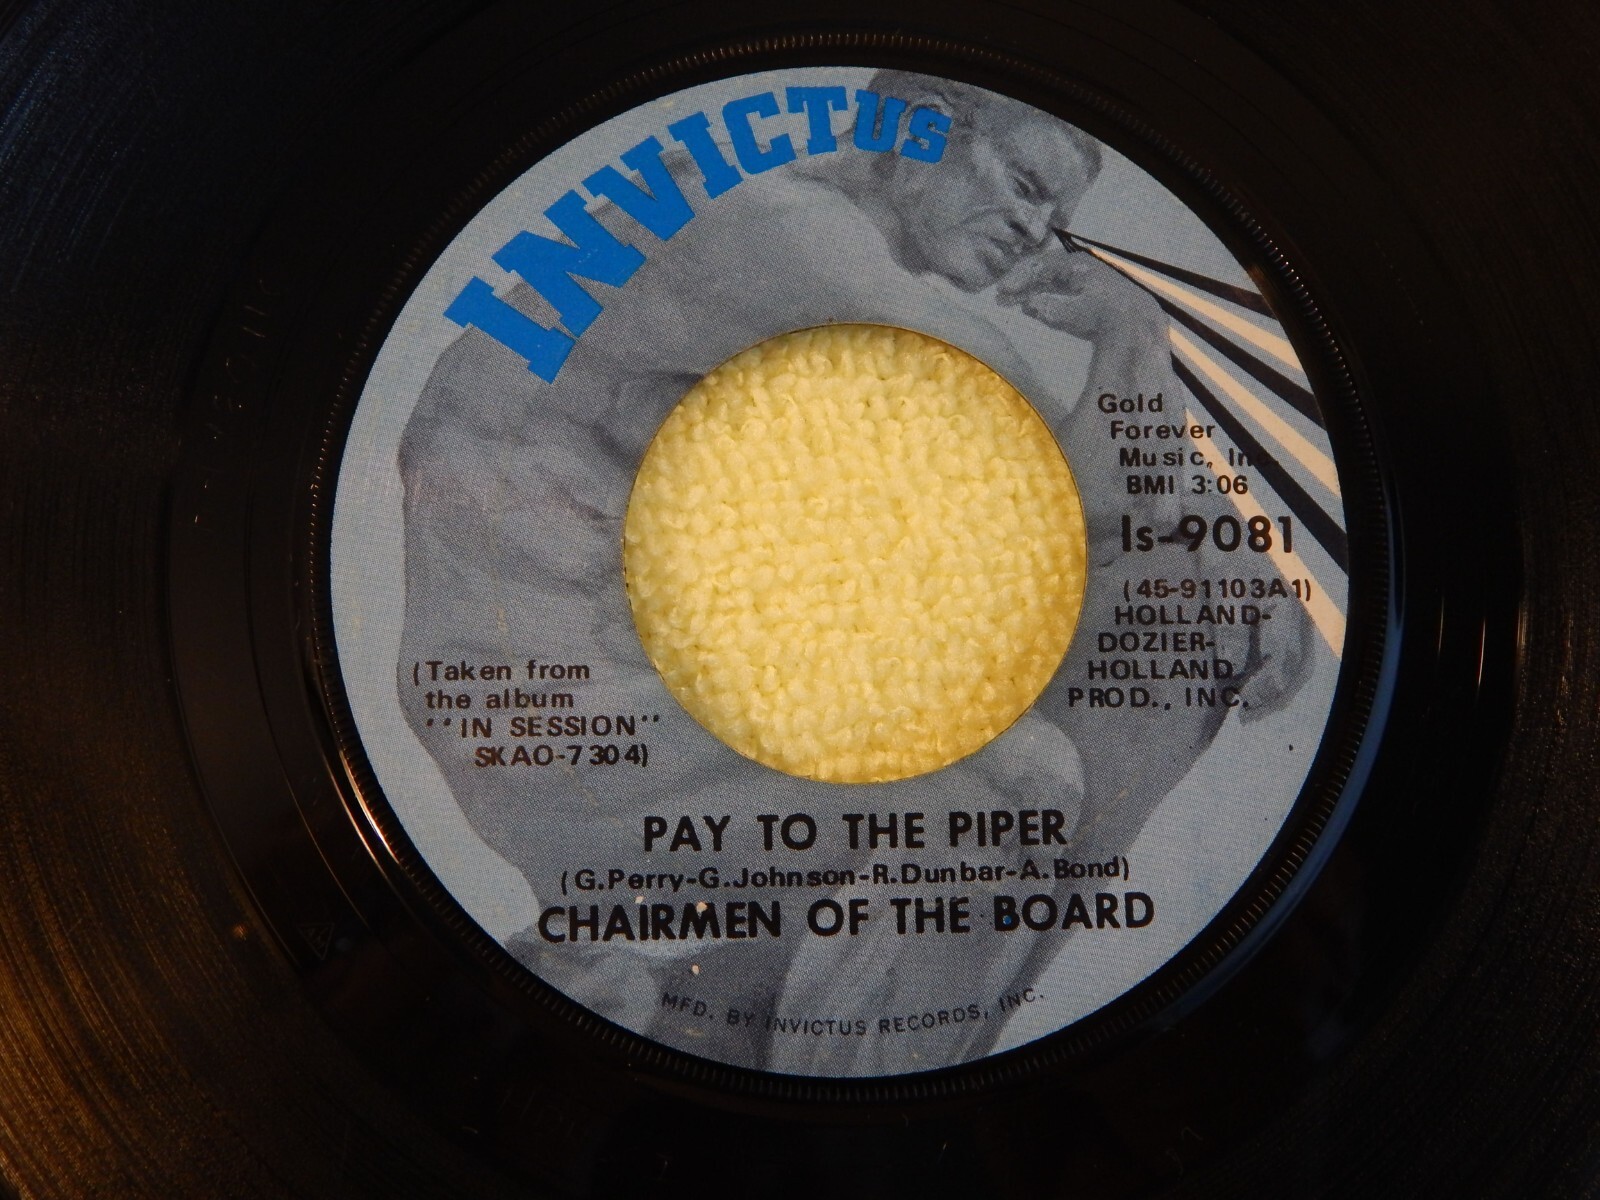 INVICTUS
Gold
Forever
Music, Inc.
BMI 3:06
Is-9081
(45-91103A1)
HOLLAND-
DOZIER-
HOLLAND
PROD., INC.
(Taken from
the album
"IN SESSION"
SKAO-7304)
PAY TO THE PIPER
(G.Perry-G.Johnson-R.Dunbar-A.Bond)
CHAIRMEN OF THE BOARD
MFD. BY INVICTUS RECORDS, INC.